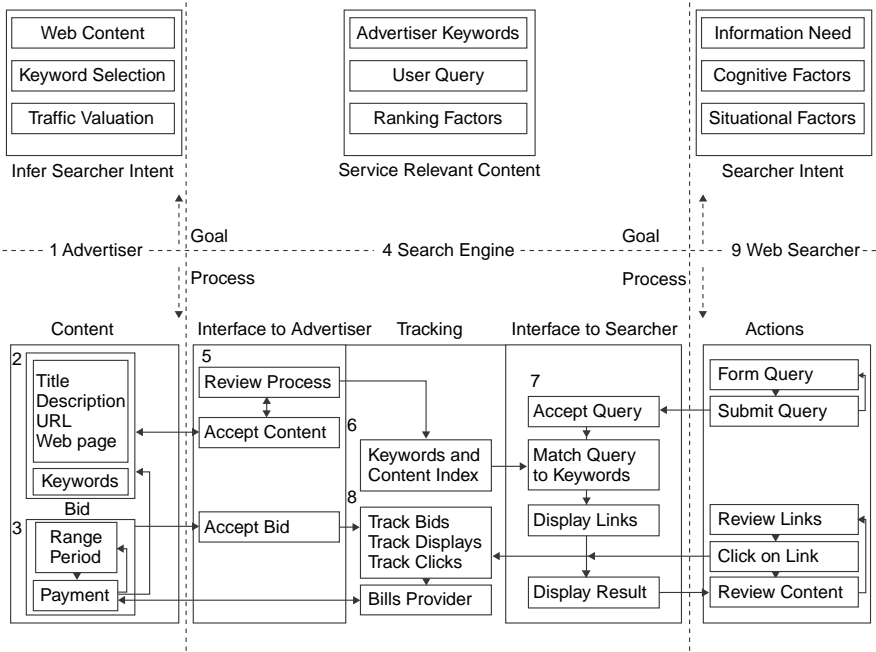 Web Content
Keyword Selection
Traffic Valuation
Infer Searcher Intent
Advertiser Keywords
User Query
Ranking Factors
Service Relevant Content
Information Need
Cognitive Factors
Situational Factors
Searcher Intent
Goal
Goal
1 Advertiser
4 Search Engine
9 Web Searcher
Process
Process
Content
2
Title
Description
URL
Web page
Keywords
Bid
3
Range
Period
Payment
Interface to Advertiser
5
Review Process
Accept Content
Accept Bid
Tracking
6
Keywords and
Content Index
8
Track Bids
Track Displays
Track Clicks
Bills Provider
Interface to Searcher
7
Accept Query
Match Query
to Keywords
Display Links
Display Result
Actions
Form Query
Submit Query
Review Links
Click on Link
Review Content